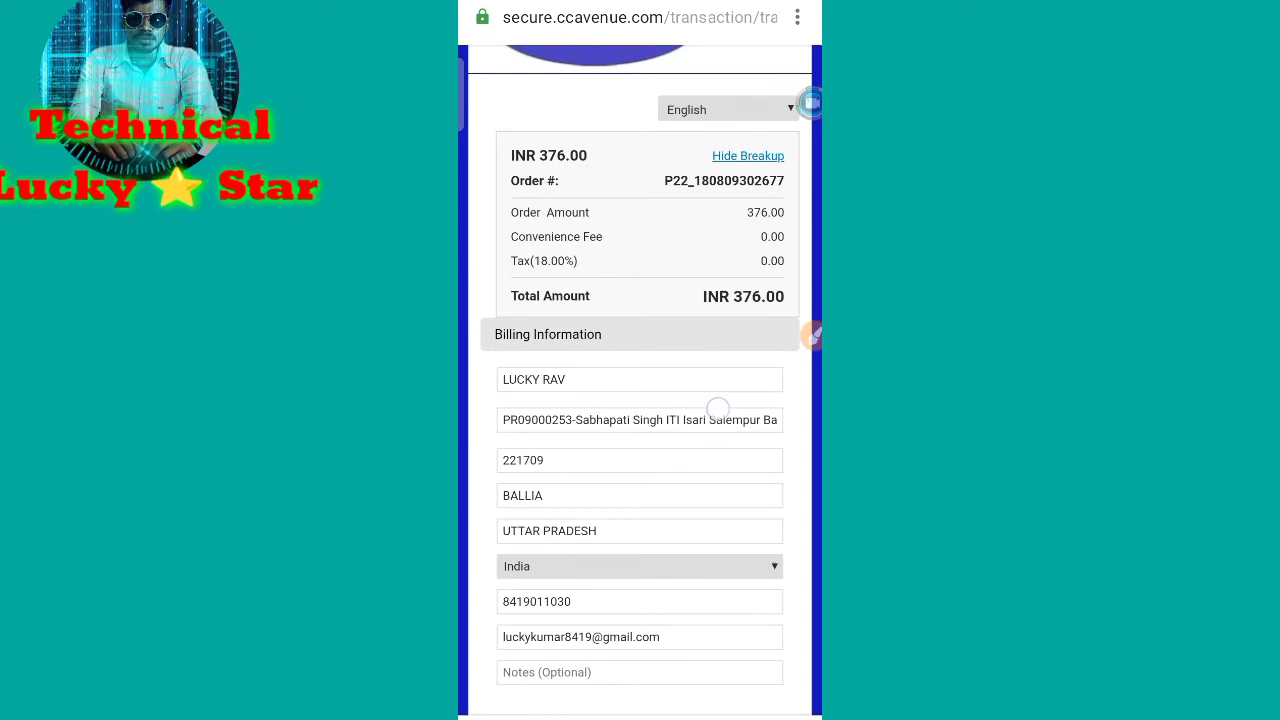 Technical
Lucky ⭐ Star
secure.ccavenue.com/transaction/tra
English
INR 376.00 Hide Breakup
Order #: P22_180809302677
Order Amount 376.00
Convenience Fee 0.00
Tax(18.00%) 0.00
Total Amount INR 376.00
Billing Information
LUCKY RAV
PR09000253-Sabhapati Singh ITI Isari Salempur Ba
221709
BALLIA
UTTAR PRADESH
India
8419011030
luckykumar8419@gmail.com
Notes (Optional)